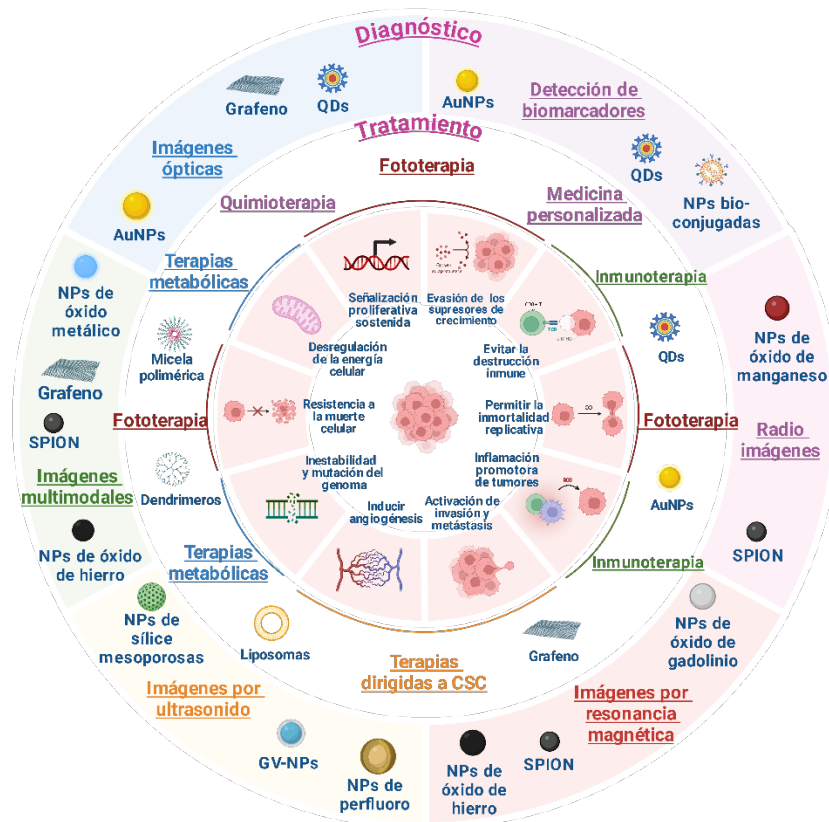 Diagnóstico
Grafeno
QDs
AuNPs
Detección de
biomarcadores
Imágenes
ópticas
AuNPs
QDs
NPs bio-
conjugadas
Tratamiento
Fototerapia
Quimioterapia
Medicina
personalizada
Terapias
metabólicas
Inmunoterapia
NPs de
óxido
metálico
Micela
polimérica
QDs
NPs de
óxido de
manganeso
Grafeno
SPION
Fototerapia
Fototerapia
Radio
imágenes
Imágenes
multimodales
Dendrimeros
AuNPs
SPION
NPs de óxido
de hierro
Terapias
metabólicas
Inmunoterapia
Señalización
proliferativa
sostenida
Evasión de los
supresores de
crecimiento
Desregulación
de la energía
celular
Evitar la
destrucción
inmune
Resistencia
a la muerte
celular
Permitir la
inmortalidad
replicativa
Inestabilidad
y mutación del
genoma
Inflamación
promotora
de tumores
Inducir
angiogénesis
Activación de
invasión y
metástasis
NPs de
sílice
mesoporosas
Liposomas
Terapias
dirigidas a CSC
Grafeno
NPs de
óxido de
gadolinio
Imágenes por
ultrasonido
GV-NPs
NPs de
perfluoro
Imágenes por
resonancia
magnética
NPs de
óxido de
hierro
SPION